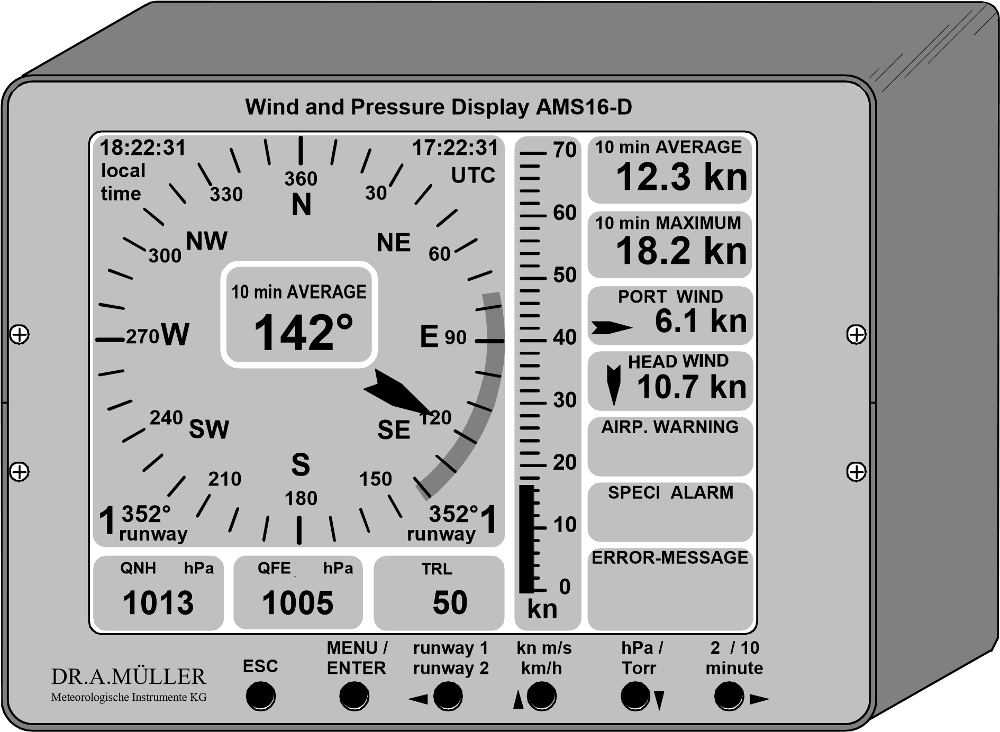 Wind and Pressure Display AMS16-D
18:22:31
local
time
17:22:31
UTC
360
N
330
30
NW
NE
300
60
10 min AVERAGE
142°
270 W
E 90
240
SW
120
SE
S
210
150
180
1 352°
runway
352° 1
runway
QNH hPa
1013
QFE hPa
1005
TRL
50
70
60
50
40
30
20
10
0
kn
10 min AVERAGE
12.3 kn
10 min MAXIMUM
18.2 kn
PORT WIND
6.1 kn
HEAD WIND
10.7 kn
AIRP. WARNING
SPECI ALARM
ERROR-MESSAGE
DR.A.MÜLLER
Meteorologische Instrumente KG
ESC
MENU /
ENTER
runway 1
runway 2
kn m/s
km/h
hPa /
Torr
2 / 10
minute